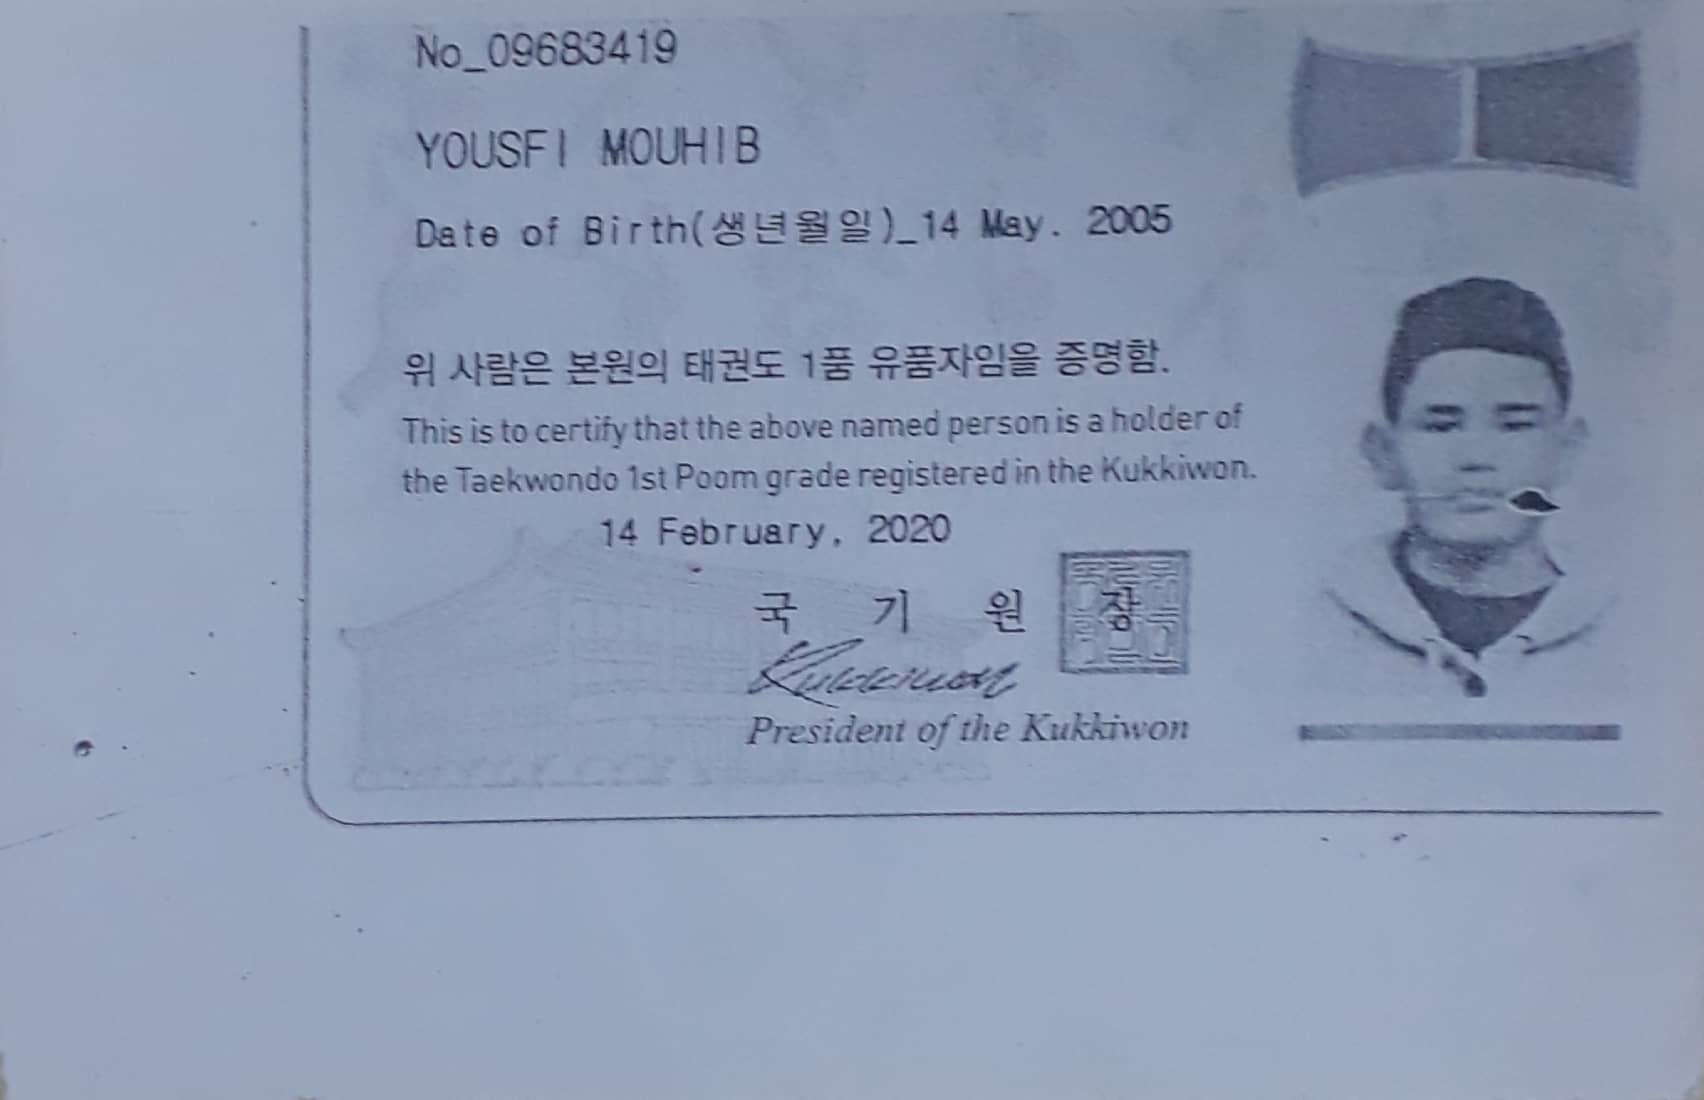 No_09683419
YOUSFI MOUHIB
Date of Birth(생년월일)_14 May. 2005
위 사람은 본원의 태권도 1품 유품자임을 증명함.
This is to certify that the above named person is a holder of
the Taekwondo 1st Poom grade registered in the Kukkiwon.
14 February, 2020
국 기 원 장
Kukkiwon
President of the Kukkiwon